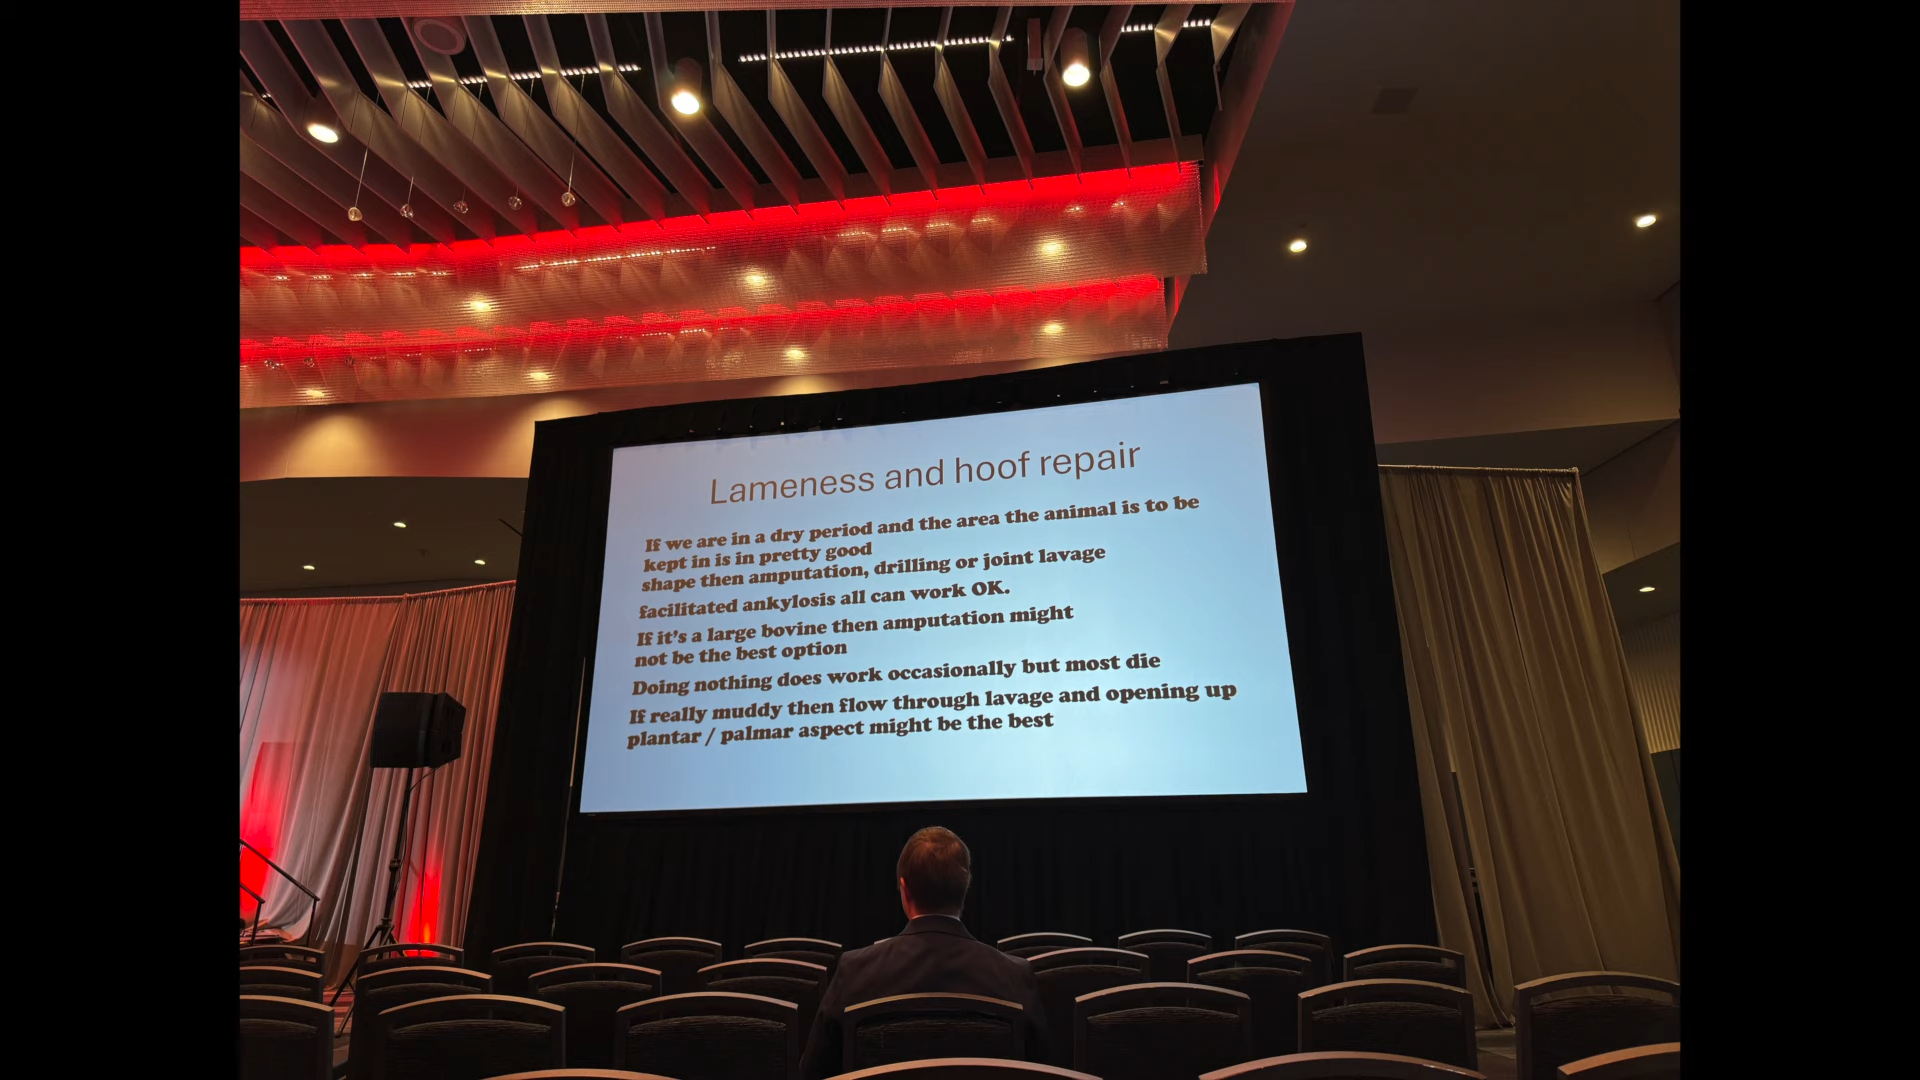 Lameness and hoof repair
If we are in a dry period and the area the animal is to be
kept in is in pretty good
shape then amputation, drilling or joint lavage
facilitated ankylosis all can work OK.
If it's a large bovine then amputation might
not be the best option
Doing nothing does work occasionally but most die
If really muddy then flow through lavage and opening up
plantar / palmar aspect might be the best